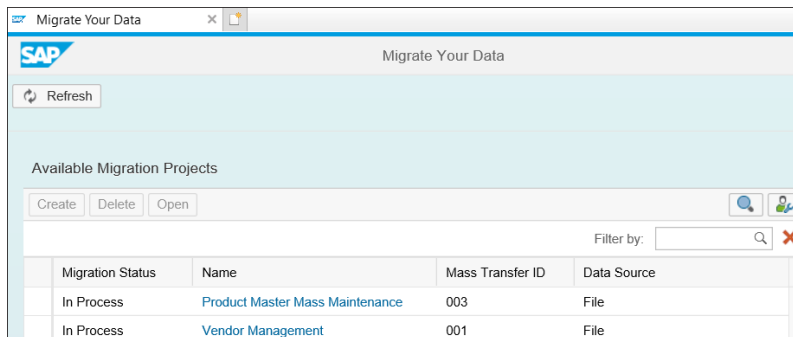 SAP Migrate Your Data
SAP Migrate Your Data
Refresh
Available Migration Projects
Create Delete Open
Filter by:
Migration Status Name Mass Transfer ID Data Source
In Process Product Master Mass Maintenance 003 File
In Process Vendor Management 001 File